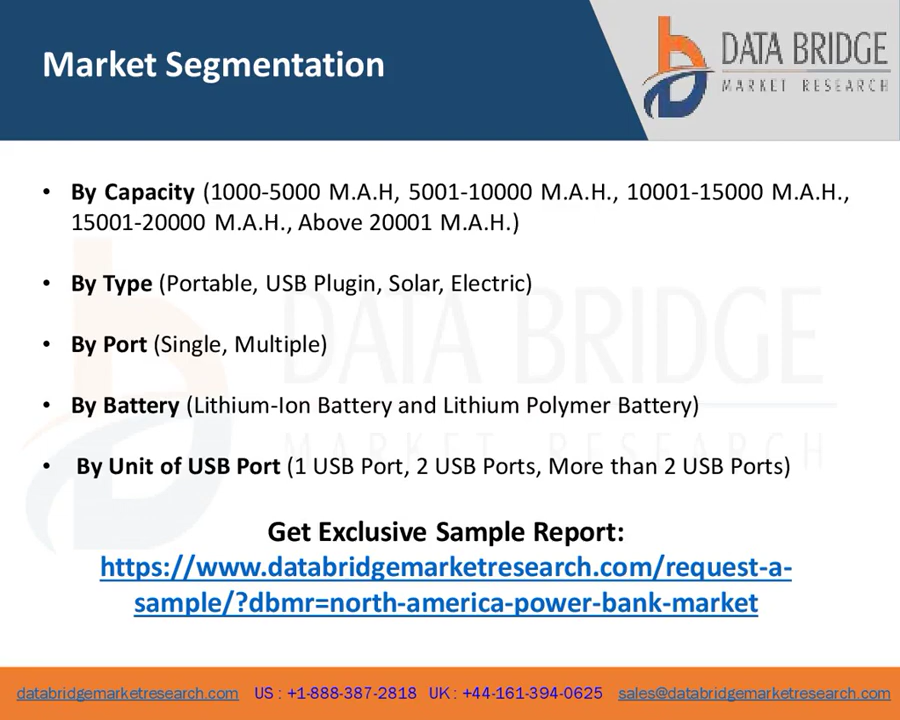 Market Segmentation
DATA BRIDGE
MARKET RESEARCH
• By Capacity (1000-5000 M.A.H, 5001-10000 M.A.H., 10001-15000 M.A.H.,
15001-20000 M.A.H., Above 20001 M.A.H.)
• By Type (Portable, USB Plugin, Solar, Electric)
• By Port (Single, Multiple)
• By Battery (Lithium-Ion Battery and Lithium Polymer Battery)
• By Unit of USB Port (1 USB Port, 2 USB Ports, More than 2 USB Ports)
DATA BRIDGE
MARKET RESEARCH
Get Exclusive Sample Report:
https://www.databridgemarketresearch.com/request-a-
sample/?dbmr=north-america-power-bank-market
databridgemarketresearch.com US : +1-888-387-2818 UK : +44-161-394-0625 sales@databridgemarketresearch.com